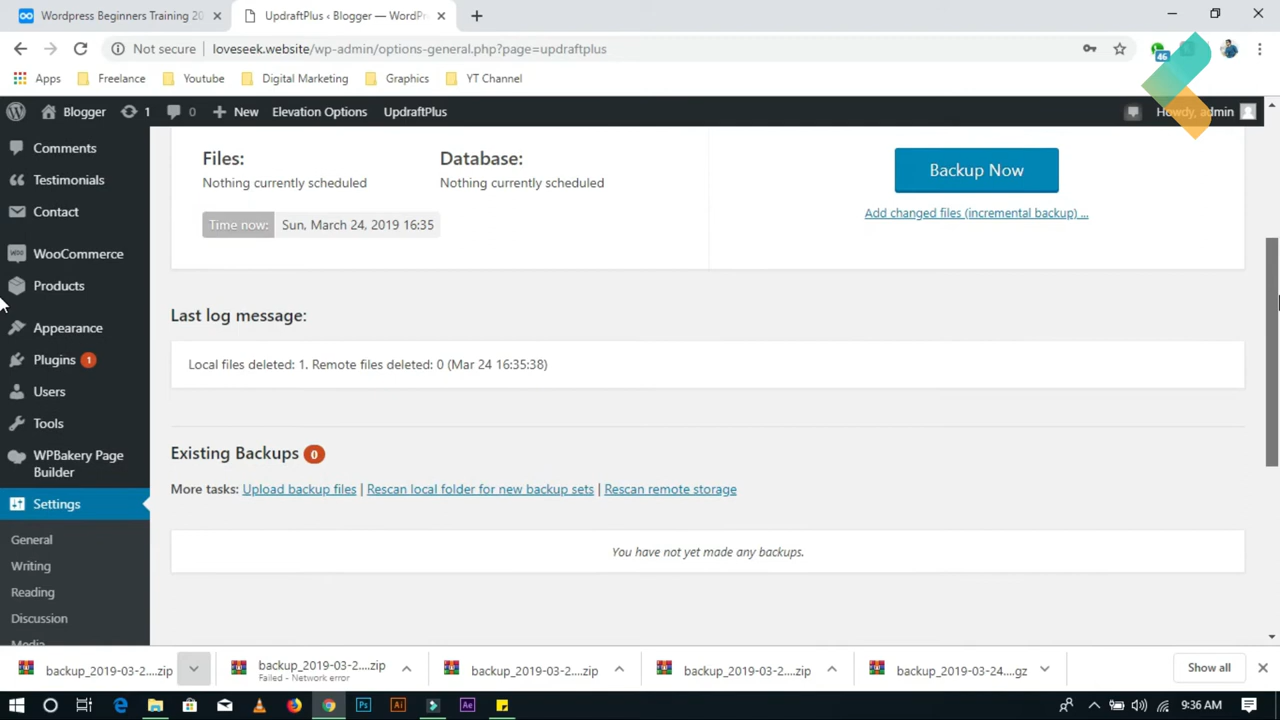 Wordpress Beginners Training 20
UpdraftPlus ‹ Blogger — WordPr
Not secure
loveseek.website/wp-admin/options-general.php?page=updraftplus
46
Apps
Freelance
Youtube
Digital Marketing
Graphics
YT Channel
Blogger
1
0
New
Elevation Options
UpdraftPlus
Howdy, admin
Comments
Testimonials
Contact
WooCommerce
Products
Appearance
Plugins 1
Users
Tools
WPBakery Page
Builder
Settings
General
Writing
Reading
Discussion
Media
Files:
Nothing currently scheduled
Database:
Nothing currently scheduled
Time now: Sun, March 24, 2019 16:35
Backup Now
Add changed files (incremental backup) ...
Last log message:
Local files deleted: 1. Remote files deleted: 0 (Mar 24 16:35:38)
Existing Backups 0
More tasks: Upload backup files | Rescan local folder for new backup sets | Rescan remote storage
You have not yet made any backups.
backup_2019-03-2....zip
backup_2019-03-2....zip
Failed - Network error
backup_2019-03-2....zip
backup_2019-03-2....zip
backup_2019-03-24....gz
Show all
Ps
Ai
Ae
9:36 AM